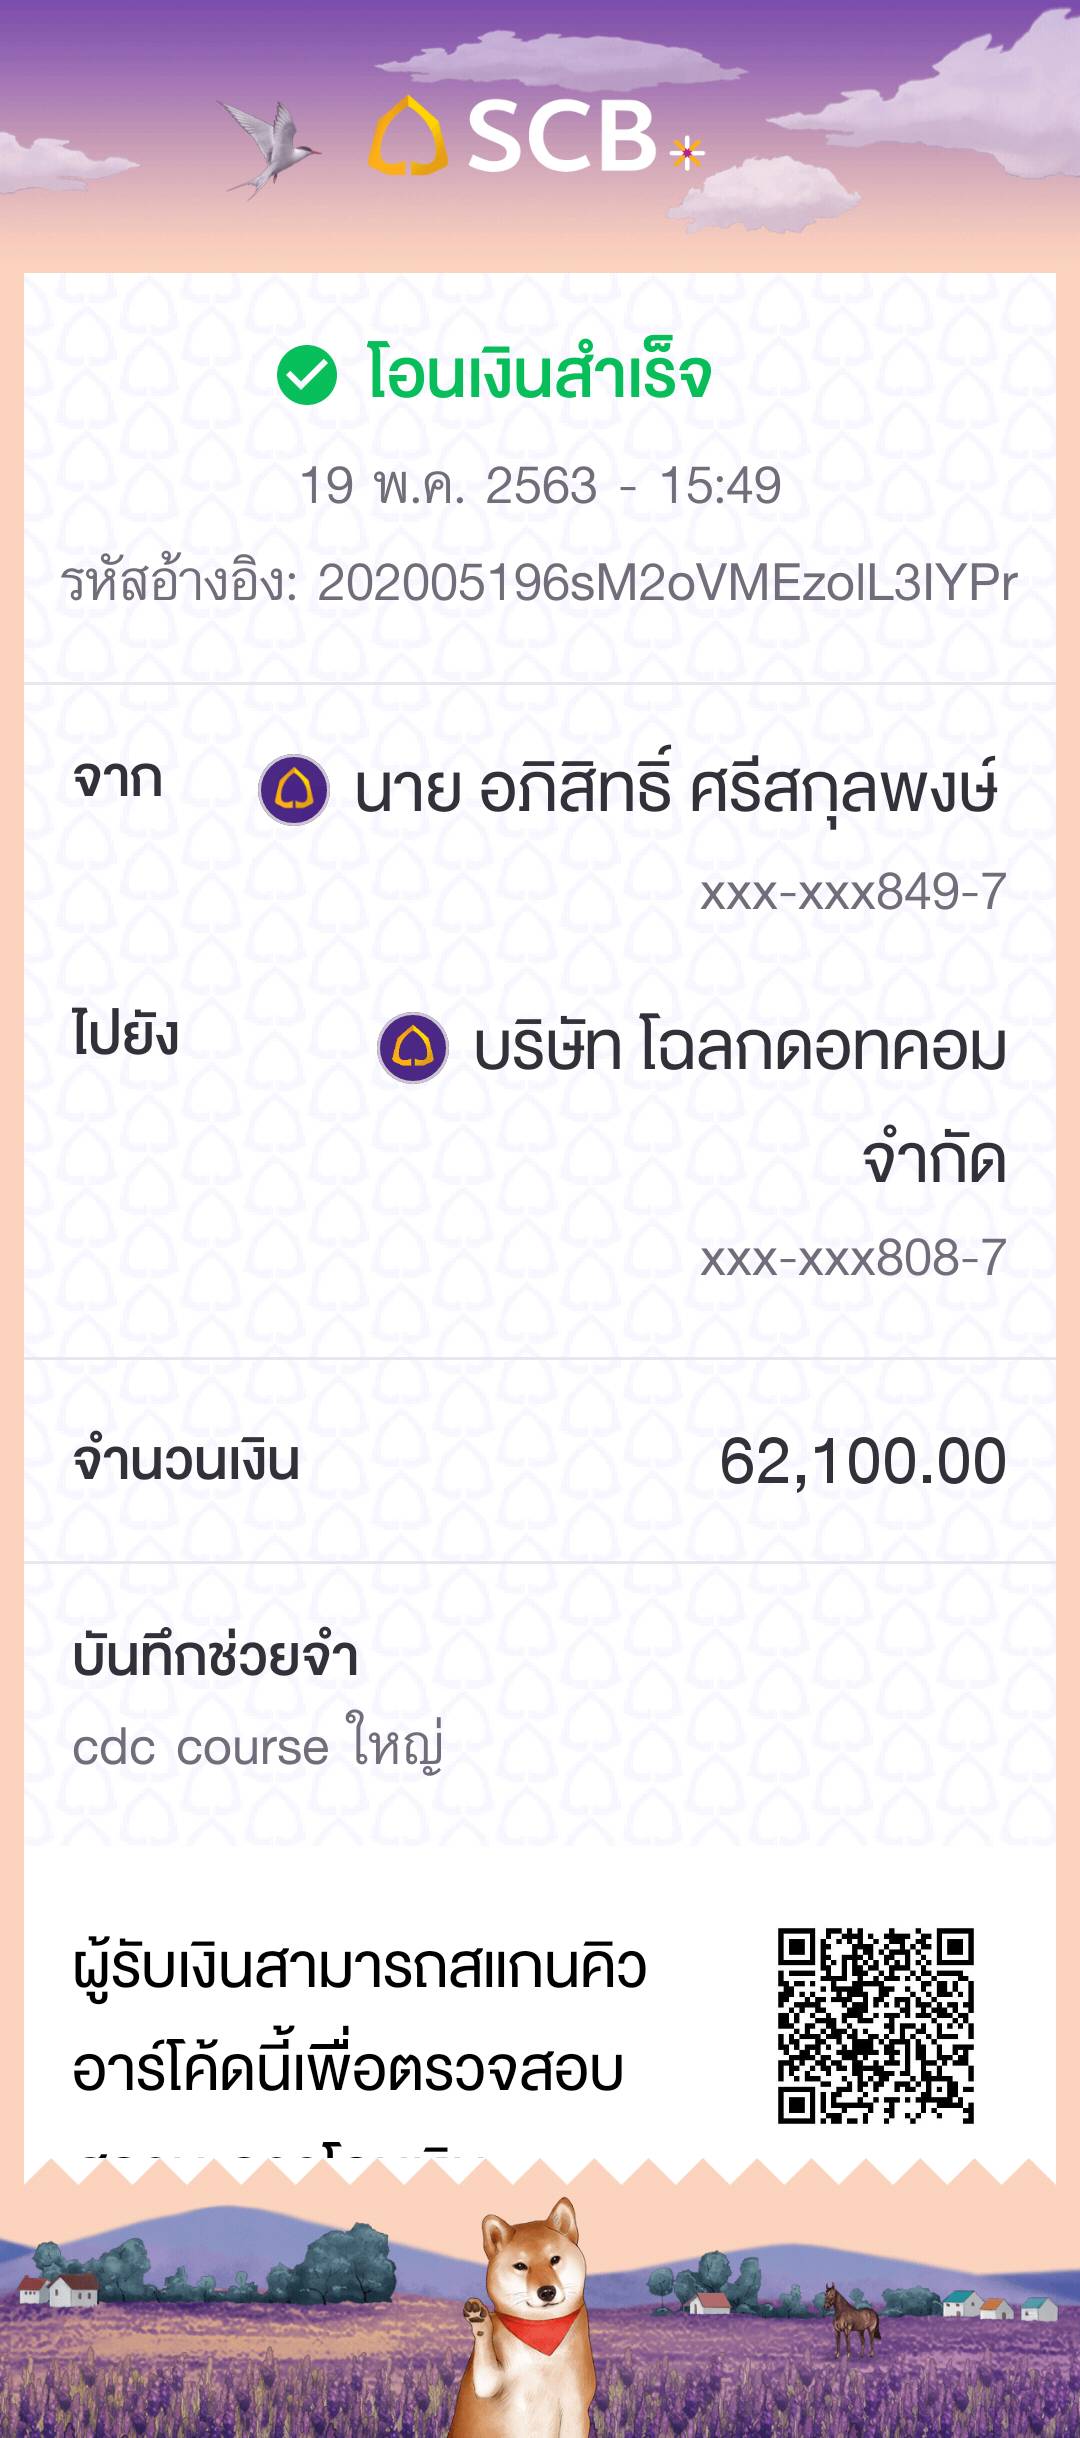 SCB
โอนเงินสำเร็จ
19 พ.ค. 2563 - 15:49
รหัสอ้างอิง: 202005196sM2oVMEzolL3IYPr
จาก
นาย อภิสิทธิ์ ศรีสกุลพงษ์
xxx-xxx849-7
ไปยัง
บริษัท โฉลกดอทคอม
จำกัด
xxx-xxx808-7
จำนวนเงิน 62,100.00
บันทึกช่วยจำ
cdc course ใหญ่
ผู้รับเงินสามารถสแกนคิว
อาร์โค้ดนี้เพื่อตรวจสอบ